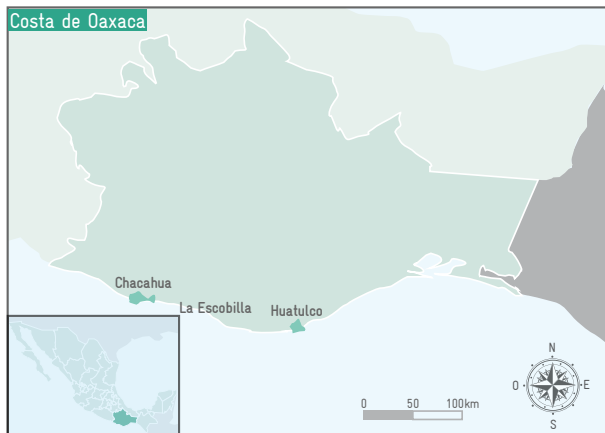 Costa de Oaxaca
Chacahua
La Escobilla
Huatulco
N
O
E
S
0 50 100km